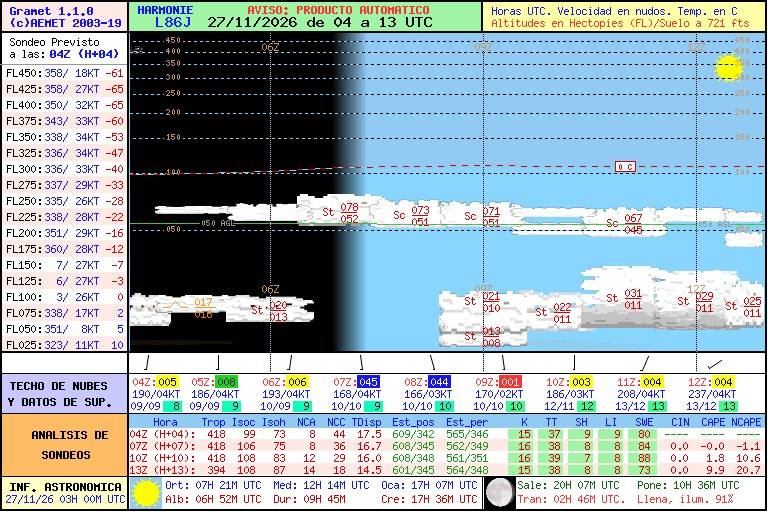 Gramet 1.1.0
(c)AEMET 2003-19
HARMONIE
L86J
AVISO: PRODUCTO AUTOMATICO
27/11/2026 de 04 a 13 UTC
Horas UTC. Velocidad en nudos. Temp. en C
Altitudes en Hectopies (FL)/Suelo a 721 fts
Sondeo Previsto
a las: 04Z (H+04)
FL450:358/ 18KT -61
FL425:358/ 27KT -65
FL400:350/ 32KT -65
FL375:343/ 33KT -60
FL350:338/ 34KT -53
FL325:336/ 34KT -47
FL300:336/ 33KT -40
FL275:337/ 29KT -33
FL250:335/ 26KT -28
FL225:338/ 28KT -22
FL200:351/ 29KT -16
FL175:360/ 28KT -12
FL150: 7/ 27KT -7
FL125: 6/ 27KT -3
FL100: 3/ 26KT 0
FL075:338/ 17KT 2
FL050:351/ 8KT 5
FL025:323/ 11KT 10
06Z 09Z 12Z
450 450
400 400
350 350
300 300
250 250
200 200
150 150
100 0 C 100
St 078 052 Sc 073 051 Sc 071 051 Sc 067 045
050 AGL 050 AGL
050 050
06Z 09Z 12Z
017 016 St 020 013 St 021 010 St 022 011 St 031 011 St 029 011 St 025 011
013 008
TECHO DE NUBES
Y DATOS DE SUP.
04Z:005 05Z:008 06Z:006 07Z:045 08Z:044 09Z:001 10Z:003 11Z:004 12Z:004
190/04KT 186/04KT 193/04KT 168/04KT 166/03KT 170/02KT 186/03KT 208/04KT 237/04KT
09/09 8 09/09 9 10/09 9 10/10 9 10/10 9 10/10 10 12/11 12 13/12 13 13/12 13
ANALISIS DE
SONDEOS
Hora Trop Isoc Isoh NCA NCC TDisp Est_pos Est_per K TT SH LI SWE CIN CAPE NCAPE
04Z (H+04): 418 99 73 8 44 17.5 609/342 565/346 15 37 9 9 80 ---- ---- ----
07Z (H+07): 418 106 75 8 36 16.7 608/345 562/347 16 38 8 8 84 0.0 -0.0 -1.1
10Z (H+10): 418 108 83 12 29 16.0 608/348 561/351 16 38 7 8 88 0.0 1.8 10.6
13Z (H+13): 394 108 87 14 18 14.5 609/349 564/348 15 38 8 8 73 0.0 9.9 20.7
INF. ASTRONOMICA
27/11/26 03H 00M UTC
Ort: 07H 21M UTC Med: 12H 14M UTC Oca: 17H 07M UTC
Alb: 06H 52M UTC Dur: 09H 45M Cre: 17H 36M UTC
Sale: 20H 07M UTC Pone: 10H 36M UTC
Tran: 02H 46M UTC. Llena, ilum. 91%